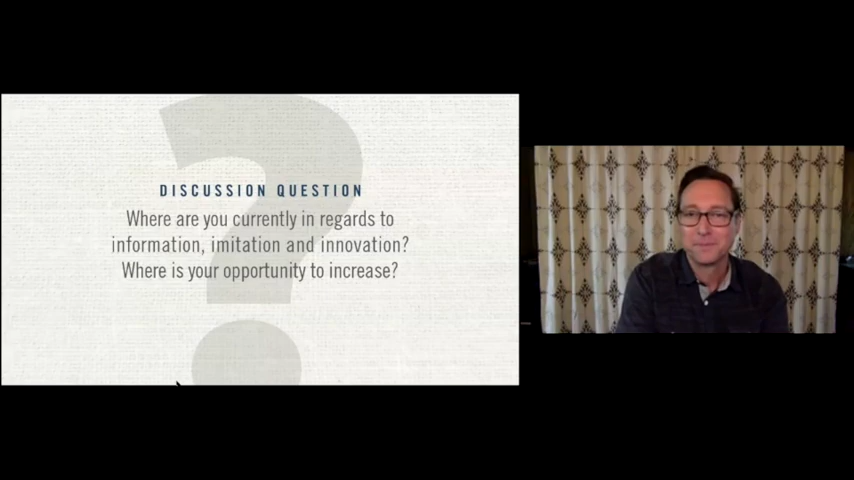 DISCUSSION QUESTION
Where are you currently in regards to
information, imitation and innovation?
Where is your opportunity to increase?